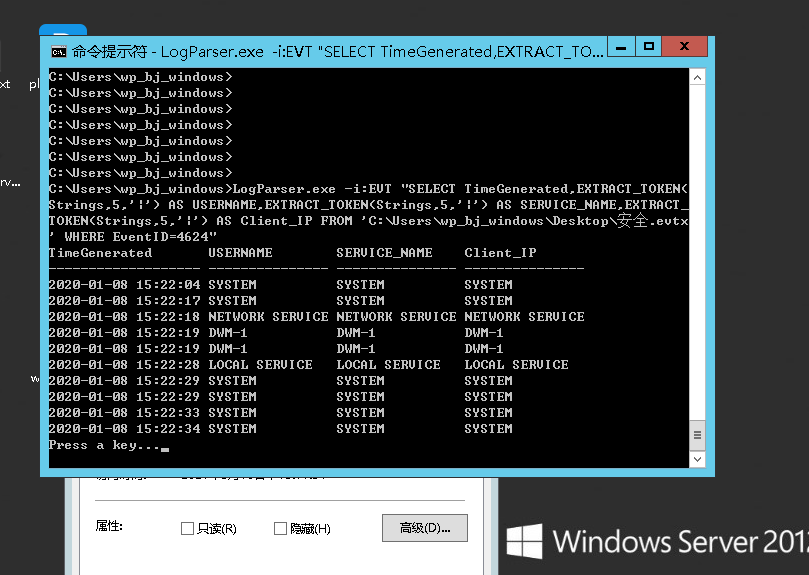 命令提示符 - LogParser.exe -i:EVT "SELECT TimeGenerated,EXTRACT_TO...
xt
pl
rv...
C:\Users\wp_bj_windows>
C:\Users\wp_bj_windows>
C:\Users\wp_bj_windows>
C:\Users\wp_bj_windows>
C:\Users\wp_bj_windows>
C:\Users\wp_bj_windows>
C:\Users\wp_bj_windows>
C:\Users\wp_bj_windows>LogParser.exe -i:EVT "SELECT TimeGenerated,EXTRACT_TOKEN(
Strings,5,'|') AS USERNAME,EXTRACT_TOKEN(Strings,5,'|') AS SERVICE_NAME,EXTRACT_
TOKEN(Strings,5,'|') AS Client_IP FROM 'C:\Users\wp_bj_windows\Desktop\安全.evtx
' WHERE EventID=4624"
TimeGenerated USERNAME SERVICE_NAME Client_IP
------------------- --------------- --------------- ---------------
2020-01-08 15:22:04 SYSTEM SYSTEM SYSTEM
2020-01-08 15:22:17 SYSTEM SYSTEM SYSTEM
2020-01-08 15:22:18 NETWORK SERVICE NETWORK SERVICE NETWORK SERVICE
2020-01-08 15:22:19 DWM-1 DWM-1 DWM-1
2020-01-08 15:22:19 DWM-1 DWM-1 DWM-1
2020-01-08 15:22:28 LOCAL SERVICE LOCAL SERVICE LOCAL SERVICE
2020-01-08 15:22:29 SYSTEM SYSTEM SYSTEM
2020-01-08 15:22:29 SYSTEM SYSTEM SYSTEM
2020-01-08 15:22:33 SYSTEM SYSTEM SYSTEM
2020-01-08 15:22:34 SYSTEM SYSTEM SYSTEM
Press a key..._
属性: 只读(R) 隐藏(H) 高级(D)...
Windows Server 2012